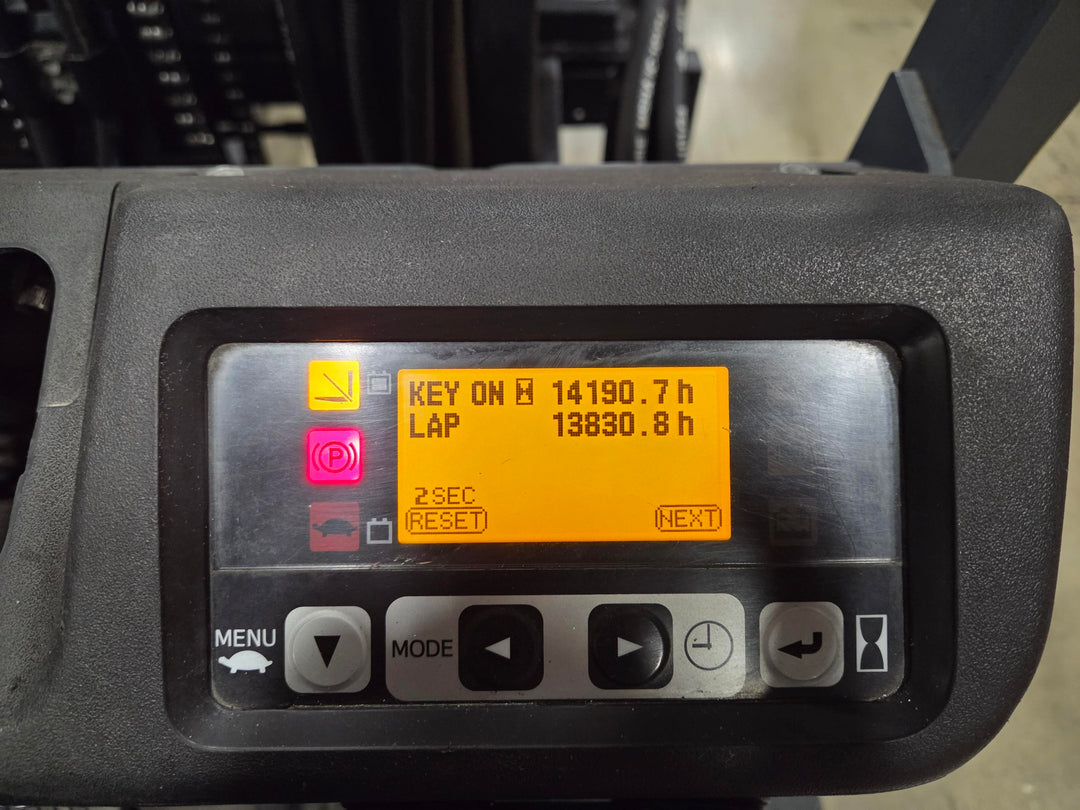 KEY ON 14190.7 h
LAP 13830.8 h
2 SEC
RESET
NEXT
P
MENU
MODE